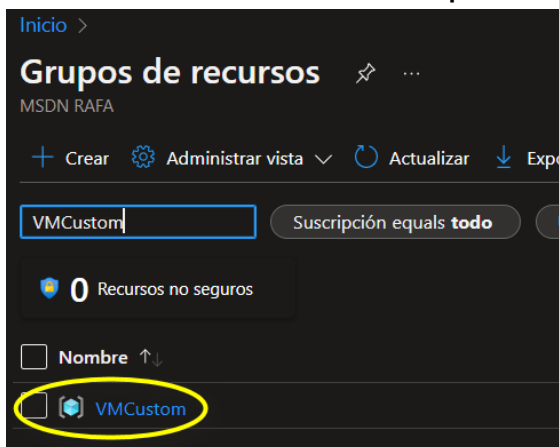 Inicio >
Grupos de recursos ...
MSDN RAFA
+ Crear Administrar vista Actualizar
VMCustom Suscripción equals todo
0 Recursos no seguros
Nombre ↑↓
VMCustom